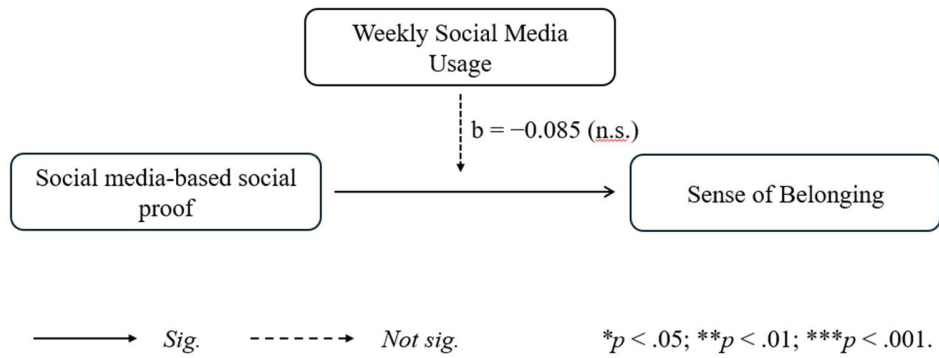 Weekly Social Media
Usage
b = −0.085 (n.s.)
Social media-based social
proof
Sense of Belonging
Sig.
Not sig.
*p < .05; **p < .01; ***p < .001.